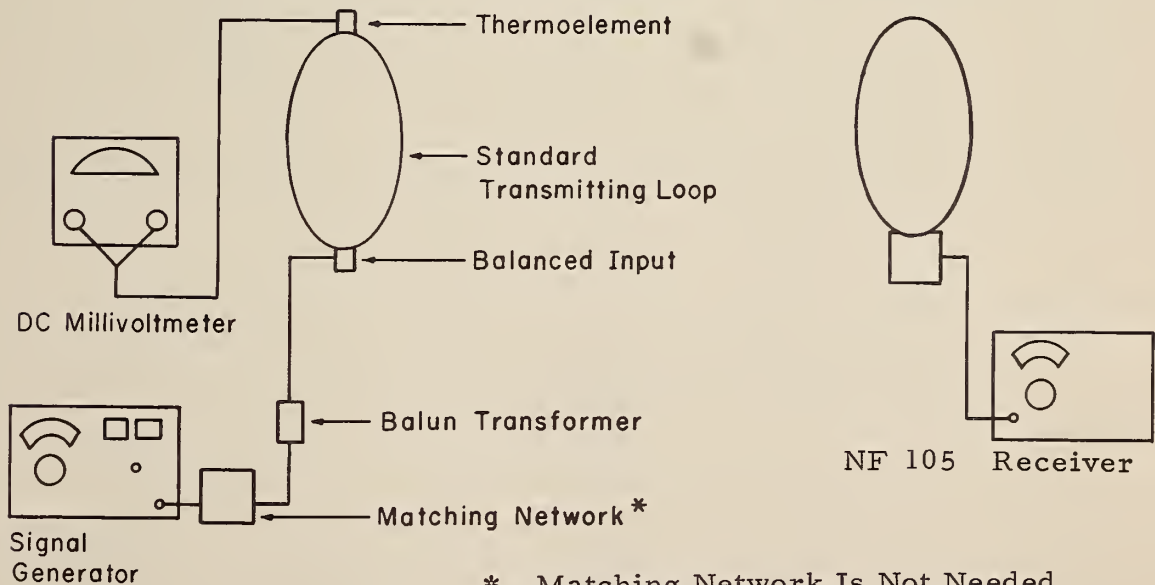 Thermoelement
Standard
Transmitting Loop
Balanced Input
DC Millivoltmeter
Balun Transformer
NF 105 Receiver
Matching Network *
Signal
Generator
* Matching Network Is Not Needed